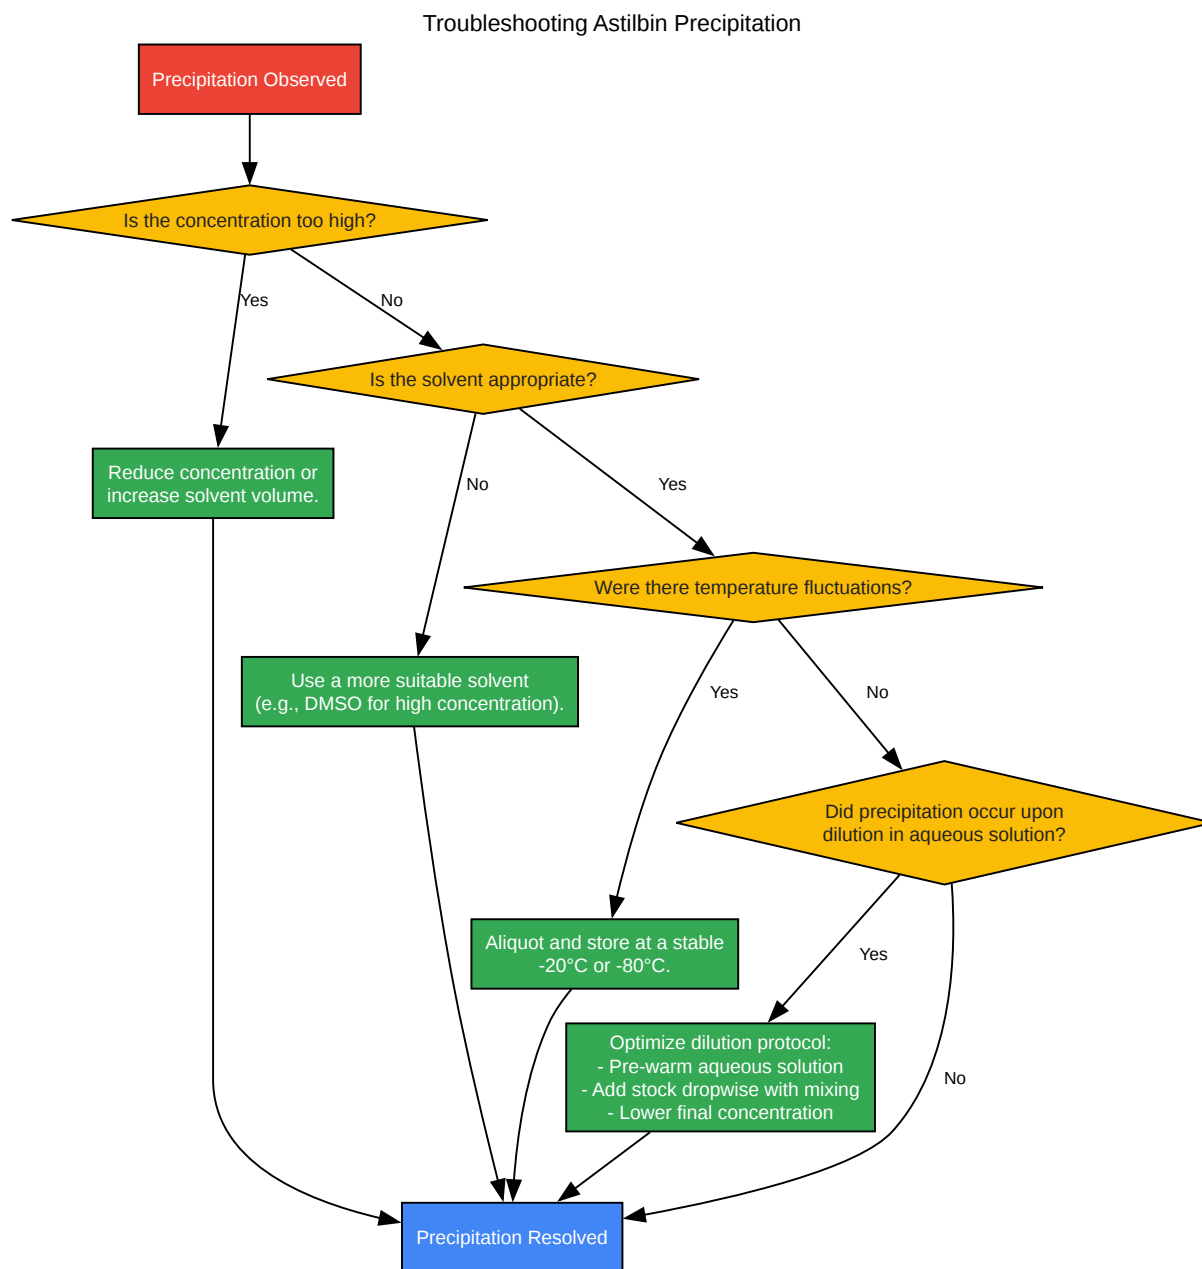 Troubleshooting Astilbin Precipitation
Precipitation Observed
Is the concentration too high?
Yes
No
Is the solvent appropriate?
Reduce concentration or
increase solvent volume.
No
Yes
Were there temperature fluctuations?
Use a more suitable solvent
(e.g., DMSO for high concentration).
Yes
No
Did precipitation occur upon
dilution in aqueous solution?
Aliquot and store at a stable
-20°C or -80°C.
Yes
Optimize dilution protocol:
- Pre-warm aqueous solution
- Add stock dropwise with mixing
- Lower final concentration
No
Precipitation Resolved